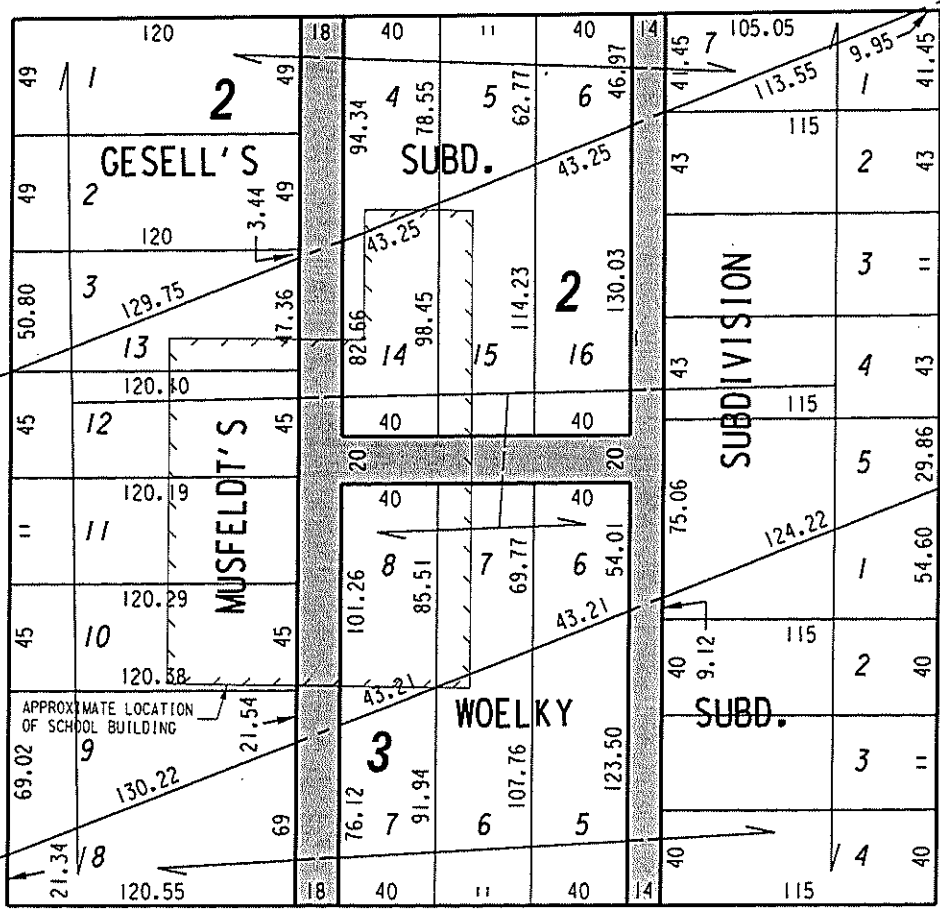 120 18 40 " 40 14 105.05
49 1 49 4 5 6 46.97 41.45 7 113.55 9.95 1 41.45
2
94.34 78.55 62.77
115
GESELL'S SUBD.
43.25
49 2 3.44 49 43 2 43
120
43.25
50.80 3 129.75 3 "
13 47.36 82.66 14 98.45 15 114.23 2 16 130.03 SUBDIVISION
120.40 43 4 43
115
45 12 45 40 40
20 20 5 29.86
120.19 75.06
40 40
" 11 MUSFELDT'S 124.22
8 7 6 54.01 1 54.60
101.26 85.51 69.77
120.29
45 10 45 43.21 9.12 115
120.38 40 2 40
43.21
APPROXIMATE LOCATION
OF SCHOOL BUILDING
21.54 WOELKY SUBD.
9 3 3 "
69.02 130.22 123.50
69 76.12 7 91.94 6 107.76 5
8 40 4 40
21.34
120.55 18 40 " 40 14 115